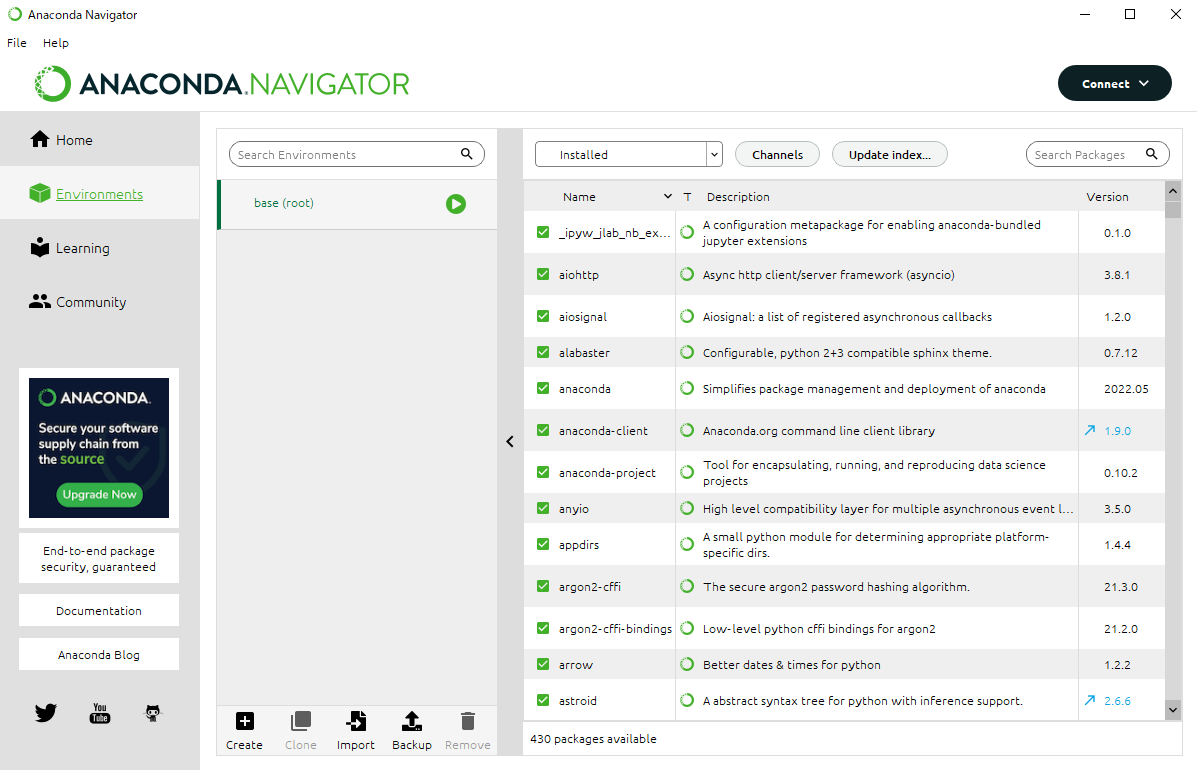 Anaconda Navigator
File Help
ANACONDA.NAVIGATOR
Connect
Home
Environments
Learning
Community
ANACONDA.
Secure your software
supply chain from
the source
Upgrade Now
End-to-end package
security, guaranteed
Documentation
Anaconda Blog
You
Tube
Search Environments
base (root)
Create Clone Import Backup Remove
Installed Channels Update index... Search Packages
Name T Description Version
_ipyw_jlab_nb_ex... A configuration metapackage for enabling anaconda-bundled
jupyter extensions 0.1.0
aiohttp Async http client/server framework (asyncio) 3.8.1
aiosignal Aiosignal: a list of registered asynchronous callbacks 1.2.0
alabaster Configurable, python 2+3 compatible sphinx theme. 0.7.12
anaconda Simplifies package management and deployment of anaconda 2022.05
anaconda-client Anaconda.org command line client library 1.9.0
anaconda-project Tool for encapsulating, running, and reproducing data science
projects 0.10.2
anyio High level compatibility layer for multiple asynchronous event l... 3.5.0
appdirs A small python module for determining appropriate platform-
specific dirs. 1.4.4
argon2-cffi The secure argon2 password hashing algorithm. 21.3.0
argon2-cffi-bindings Low-level python cffi bindings for argon2 21.2.0
arrow Better dates & times for python 1.2.2
astroid A abstract syntax tree for python with inference support. 2.6.6
430 packages available